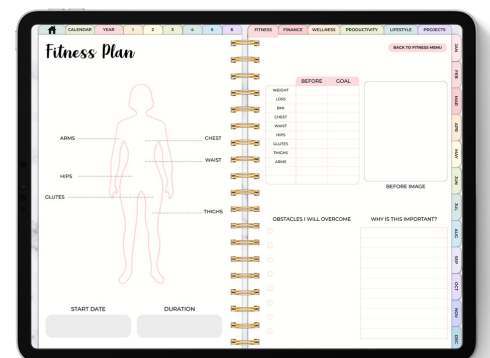 CALENDAR YEAR 1 2 3 4 5 6 FITNESS FINANCE WELLNESS PRODUCTIVITY LIFESTYLE PROJECTS
Fitness Plan
BACK TO FITNESS MENU
ARMS
CHEST
WAIST
HIPS
GLUTES
THIGHS
START DATE
DURATION
BEFORE GOAL
WEIGHT
LOSS
BMI
CHEST
WAIST
HIPS
GLUTES
THIGHS
ARMS
BEFORE IMAGE
OBSTACLES I WILL OVERCOME
WHY IS THIS IMPORTANT?
JAN
FEB
MAR
APR
MAY
JUN
JUL
AUG
SEP
OCT
NOV
DEC